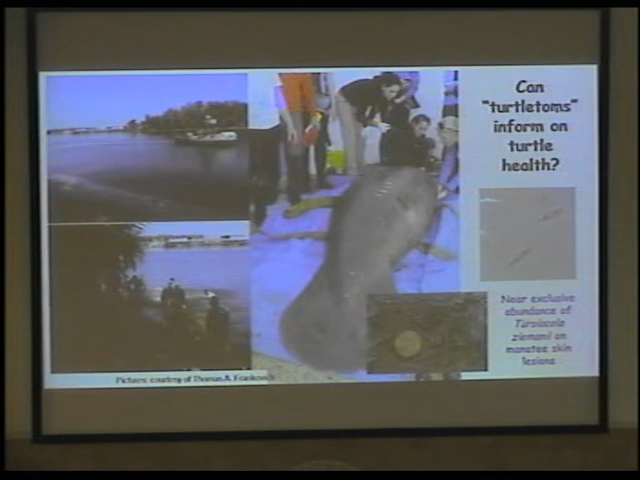 Can
"turtletoms"
inform on
turtle
health?
Near exclusive
abundance of
Tursiocola
ziemanii on
manatee skin
lesions
Pictures courtesy of Thomas A. Frankovich